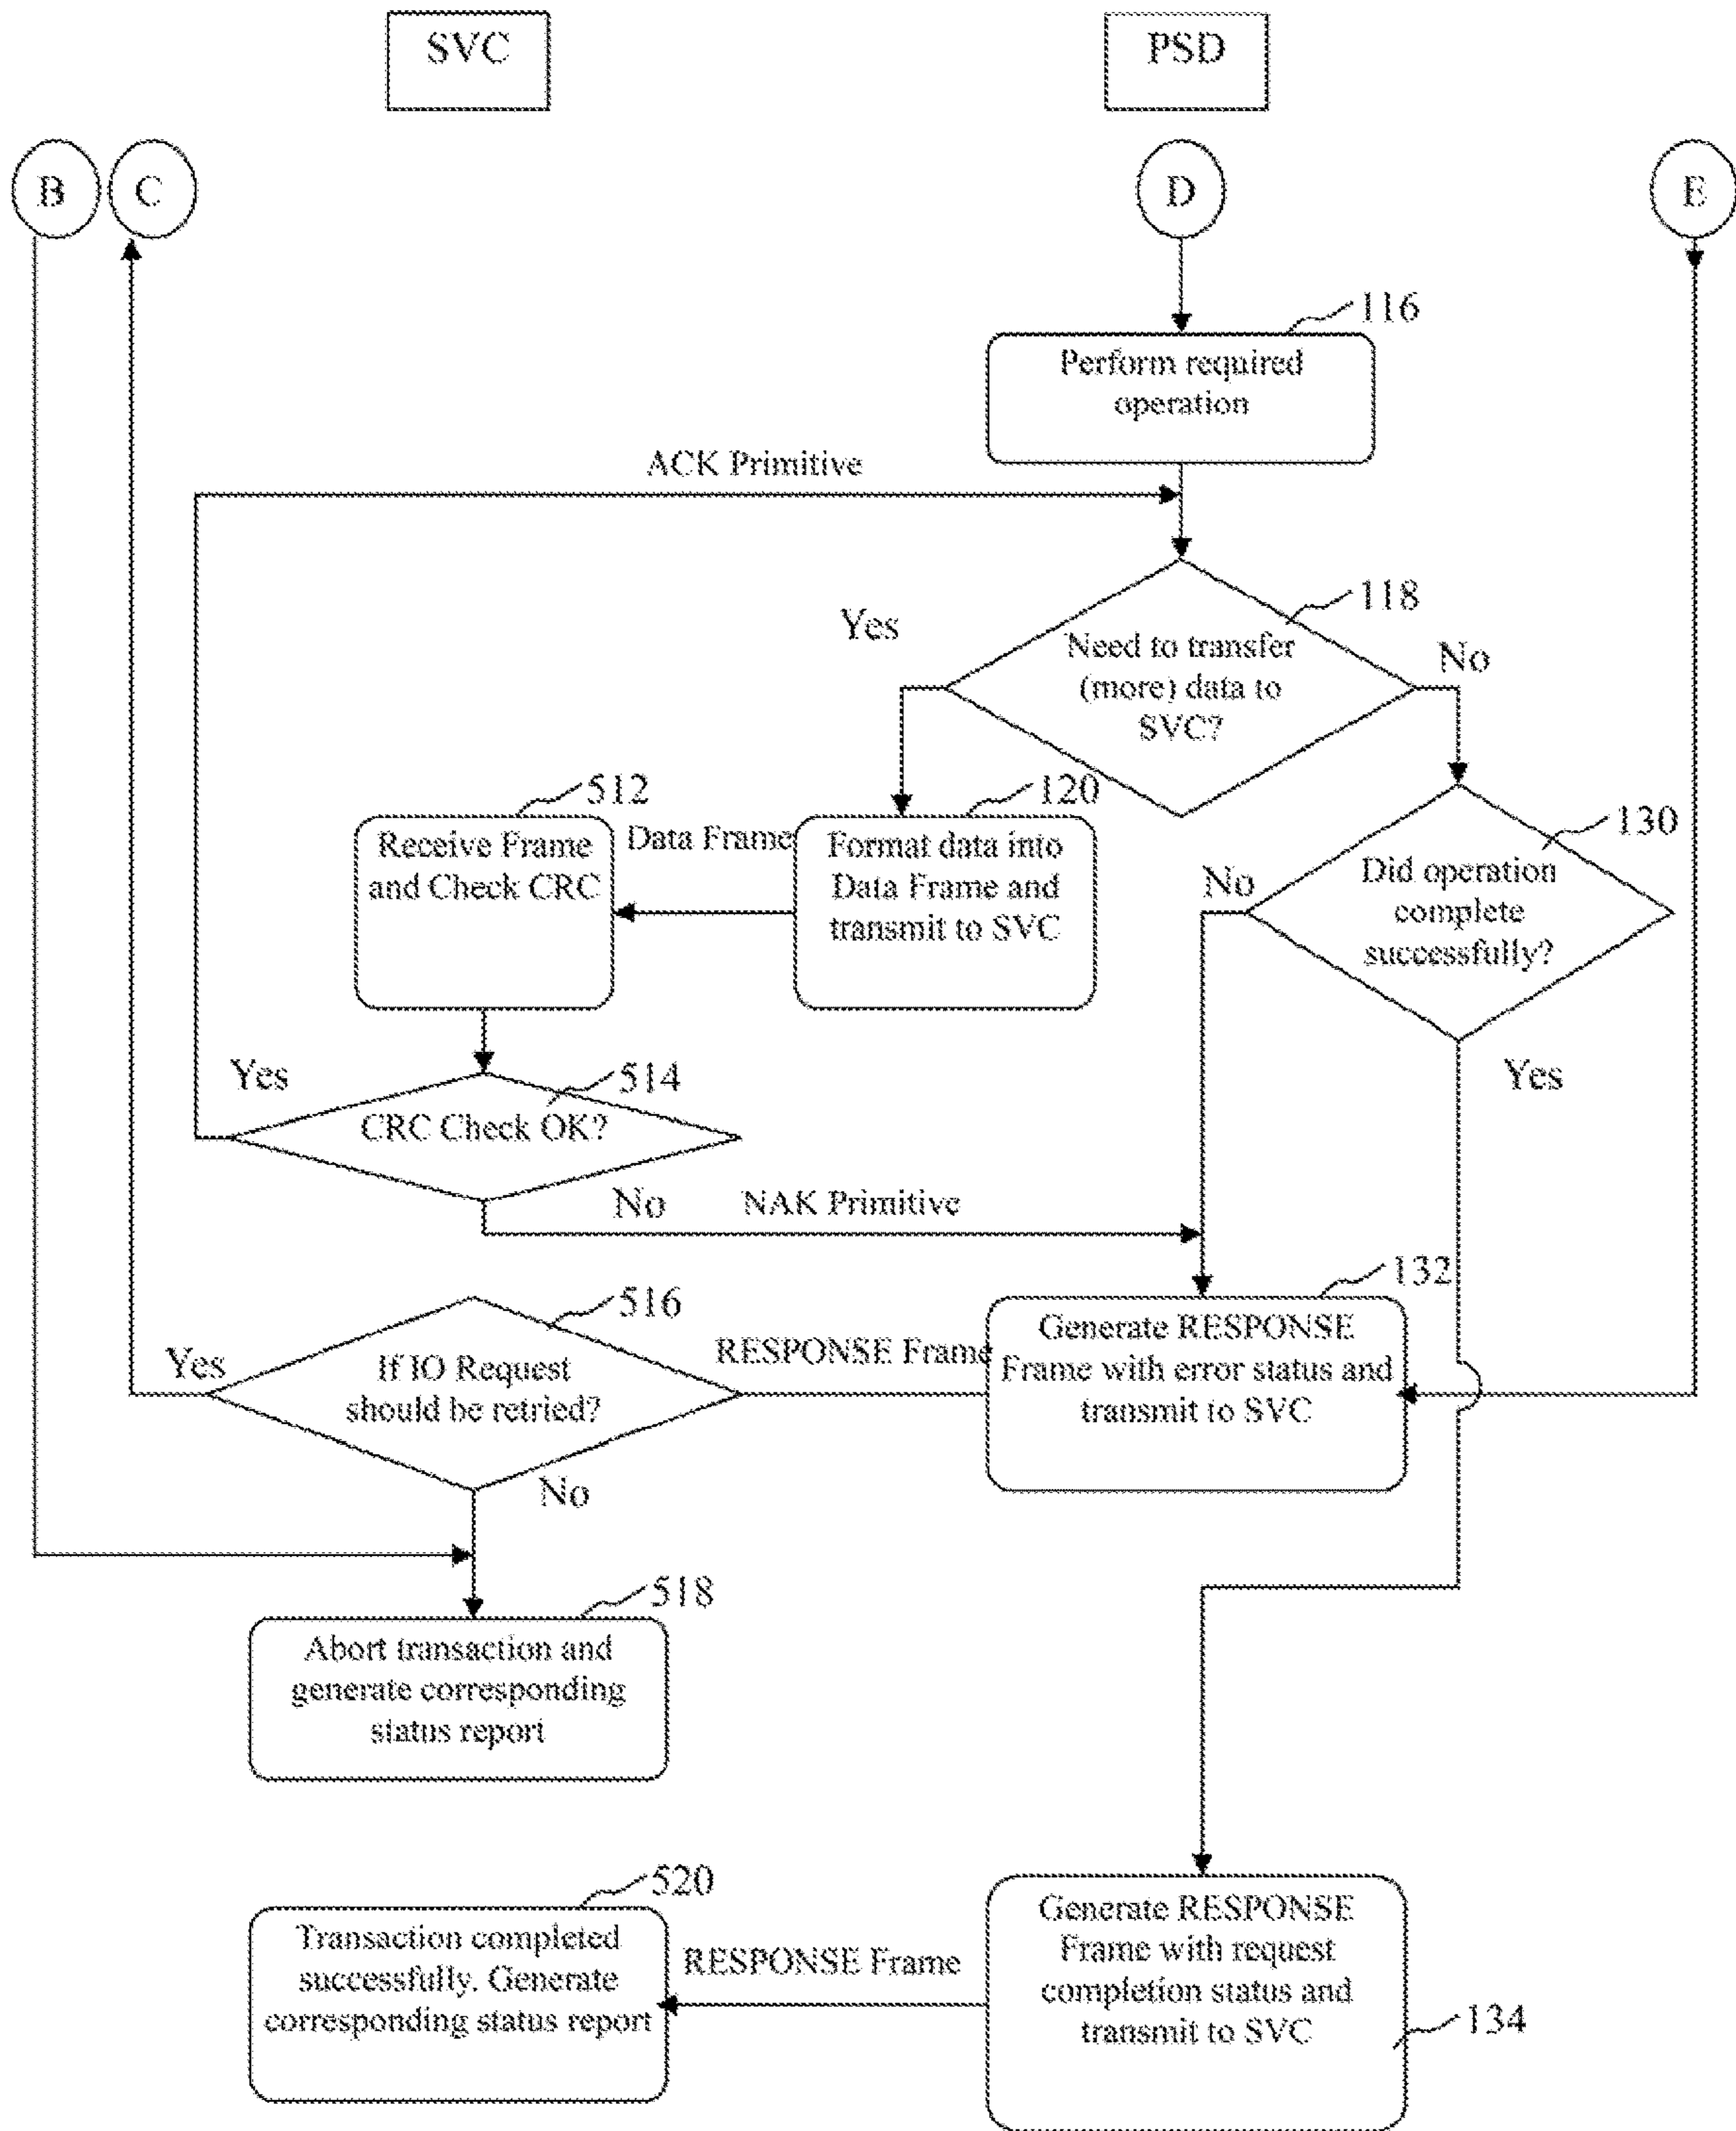 SVC
PSD
B
C
D
E
116
Perform required
operation
ACK Primitive
118
Yes
Need to transfer
(more) data to
SVC?
No
512
Receive Frame
and Check CRC
Data Frame
120
Format data into
Data Frame and
transmit to SVC
130
No
Did operation
complete
successfully?
Yes
Yes
514
CRC Check OK?
No
NAK Primitive
132
516
Yes
If IO Request
should be retried?
RESPONSE Frame
Generate RESPONSE
Frame with error status and
transmit to SVC
No
518
Abort transaction and
generate corresponding
status report
520
Transaction completed
successfully. Generate
corresponding status report
RESPONSE Frame
Generate RESPONSE
Frame with request
completion status and
transmit to SVC
134